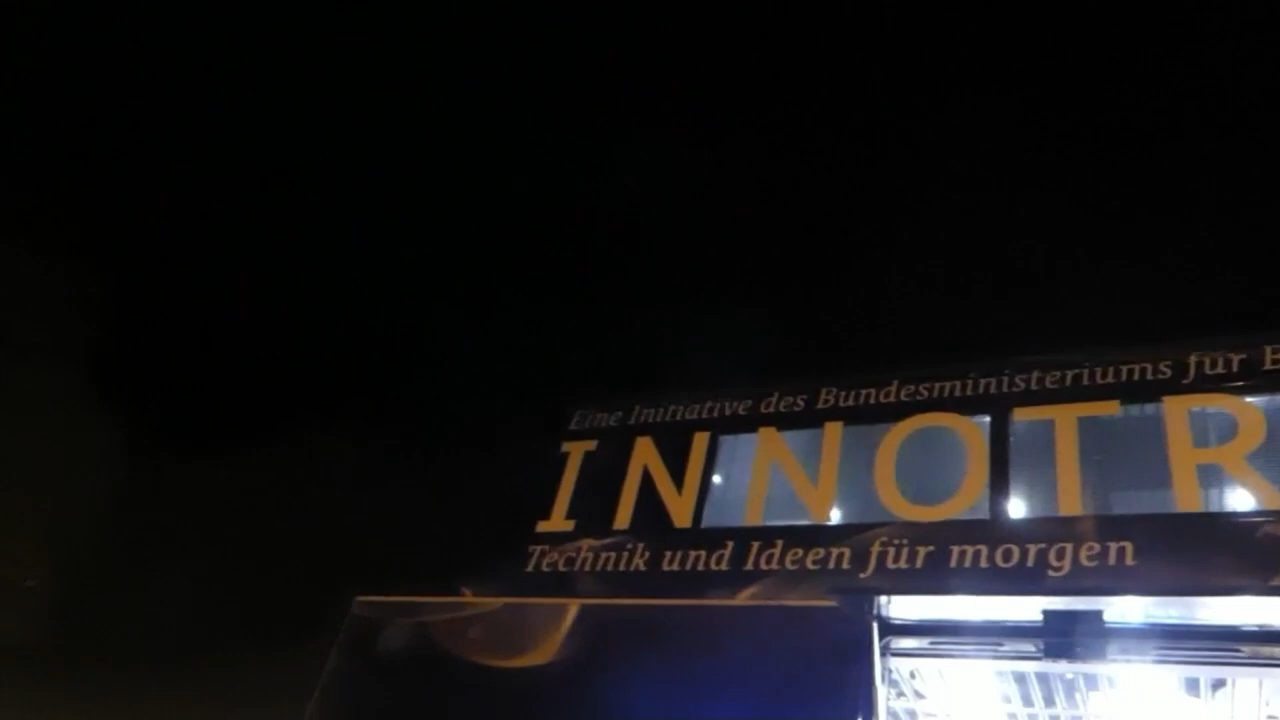 Eine Initiative des Bundesministeriums für B
INNOTR
Technik und Ideen für morgen